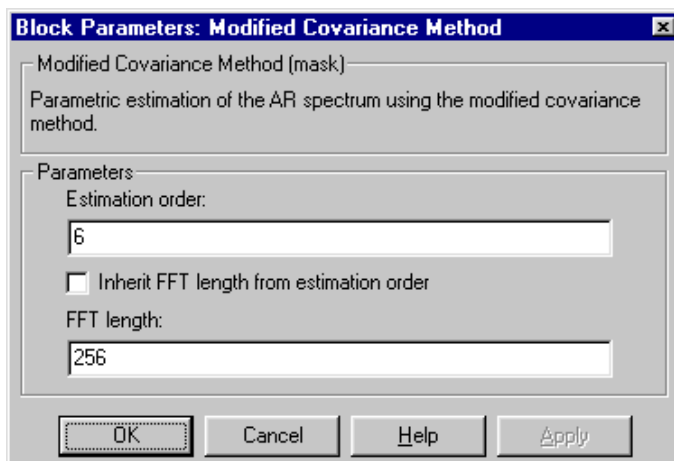 Block Parameters: Modified Covariance Method
Modified Covariance Method (mask)
Parametric estimation of the AR spectrum using the modified covariance
method.
Parameters
Estimation order:
6
Inherit FFT length from estimation order
FFT length:
256
OK Cancel Help Apply